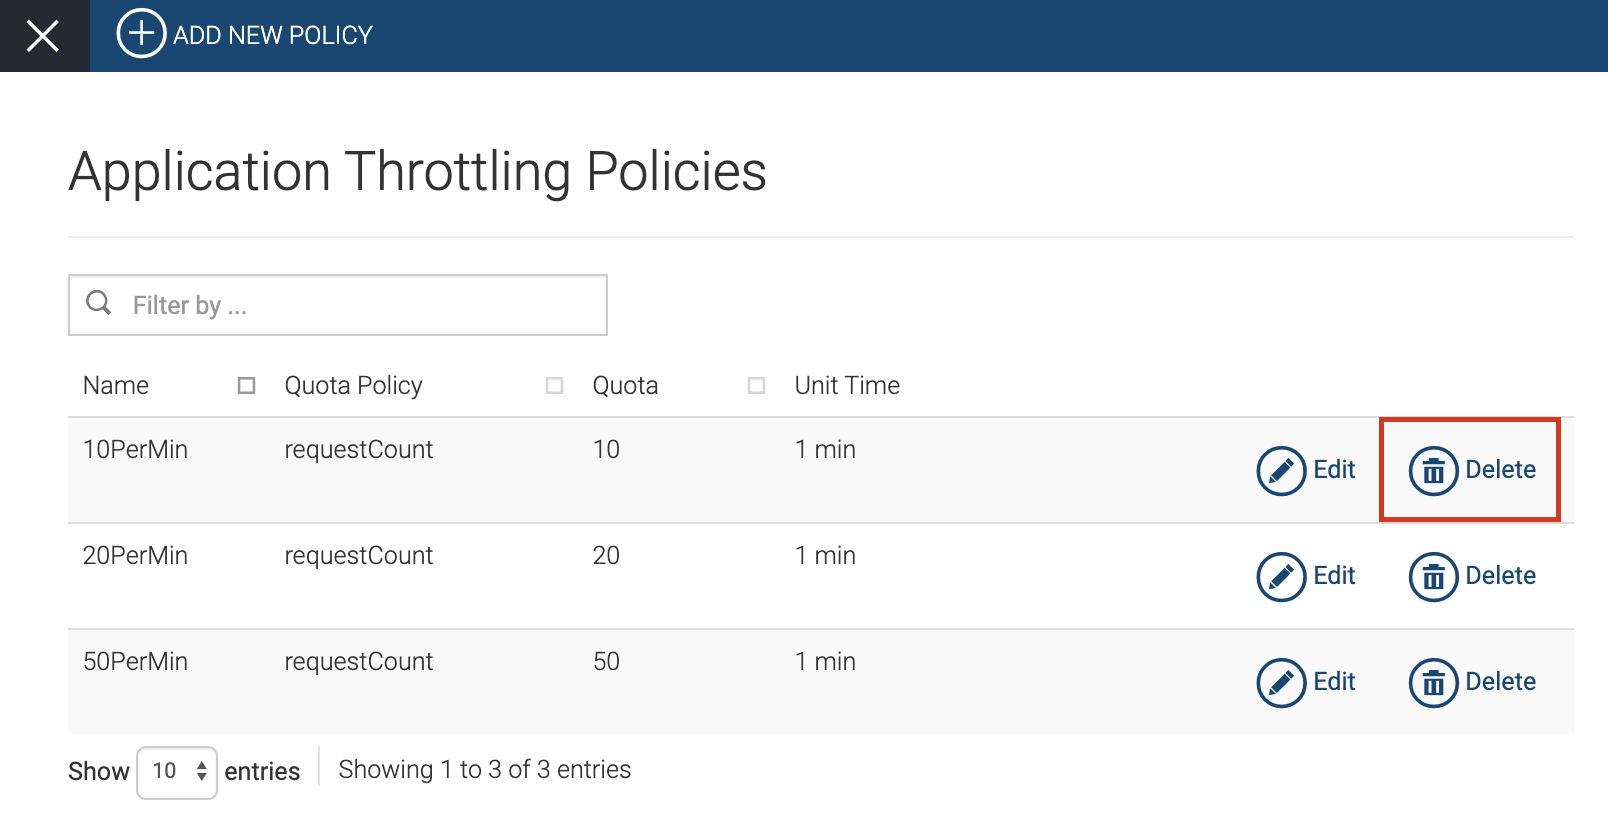 ADD NEW POLICY
Application Throttling Policies
Filter by ...
Name Quota Policy Quota Unit Time
10PerMin requestCount 10 1 min Edit Delete
20PerMin requestCount 20 1 min Edit Delete
50PerMin requestCount 50 1 min Edit Delete
Show 10 entries Showing 1 to 3 of 3 entries